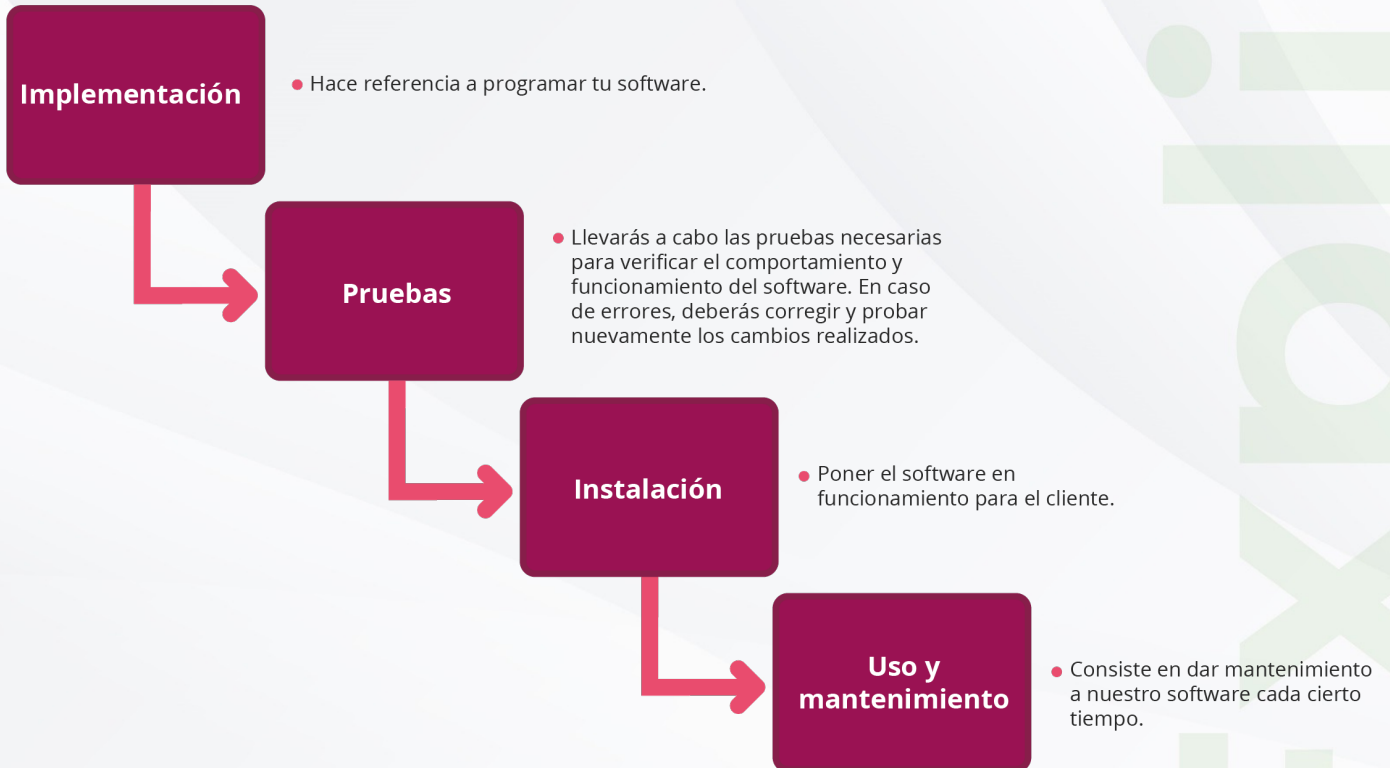 Implementación
Hace referencia a programar tu software.
Pruebas
Llevarás a cabo las pruebas necesarias
para verificar el comportamiento y
funcionamiento del software. En caso
de errores, deberás corregir y probar
nuevamente los cambios realizados.
Instalación
Poner el software en
funcionamiento para el cliente.
Uso y
mantenimiento
Consiste en dar mantenimiento
a nuestro software cada cierto
tiempo.